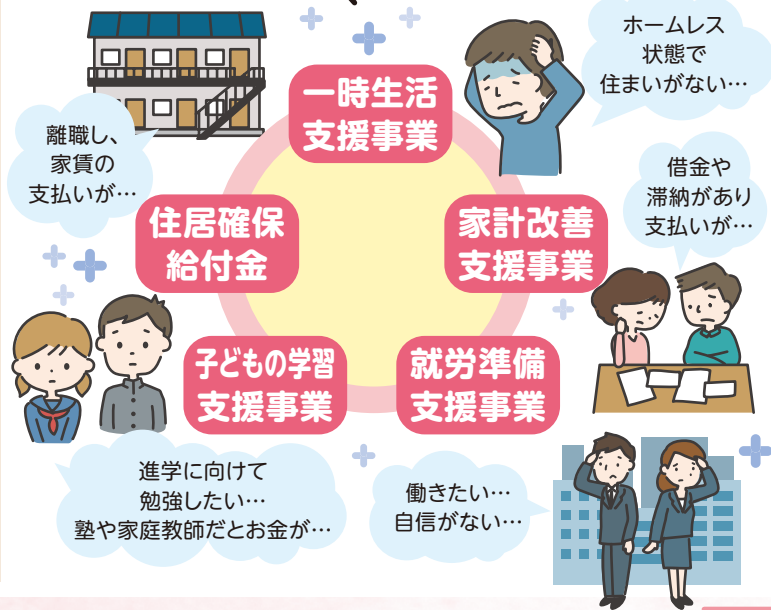 一時生活
支援事業
ホームレス
状態で
住まいがない…
離職し、
家賃の
支払いが…
借金や
滞納があり
支払いが…
住居確保
給付金
家計改善
支援事業
子どもの学習
支援事業
就労準備
支援事業
進学に向けて
勉強したい…
塾や家庭教師だとお金が…
働きたい…
自信がない…